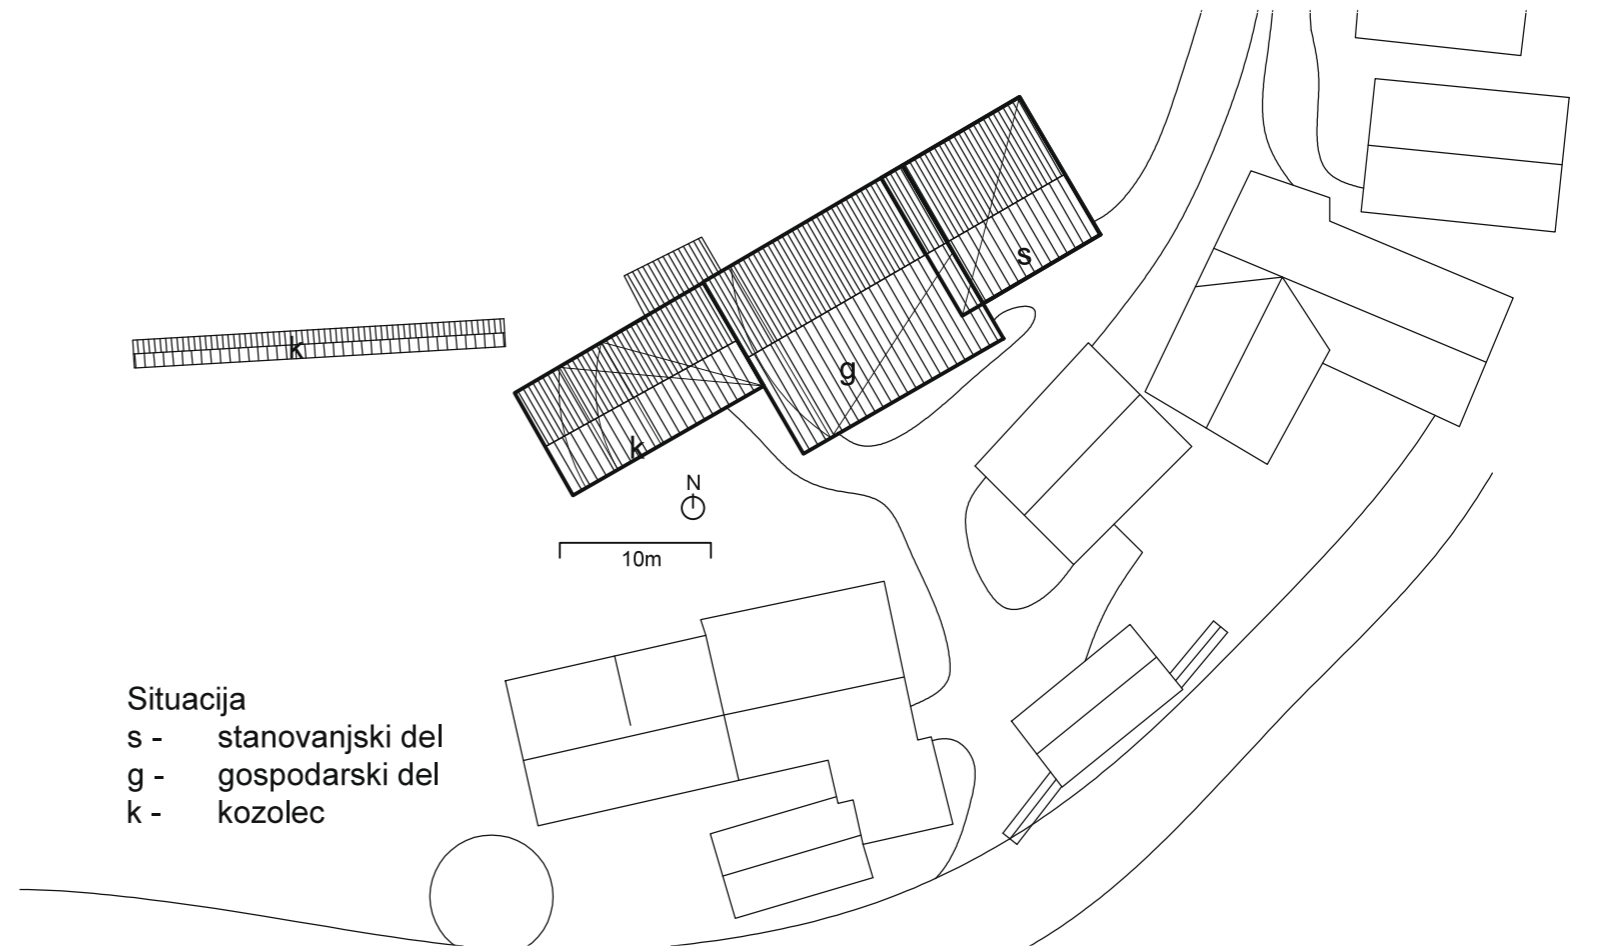 s
k
g
k
N
10m
Situacija
s - stanovanjski del
g - gospodarski del
k - kozolec